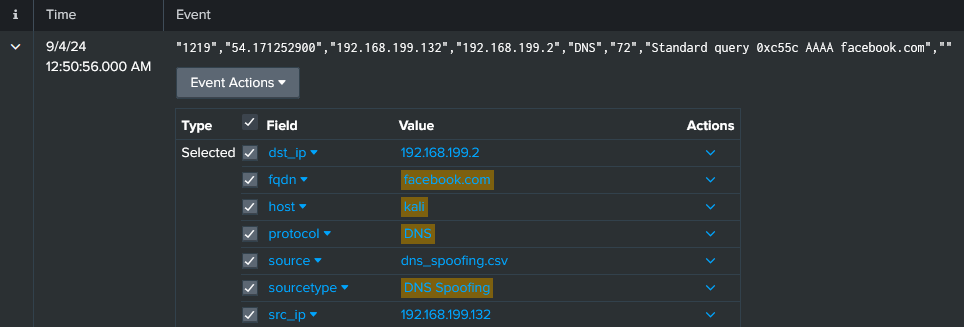 i Time Event
9/4/24 "1219","54.171252900","192.168.199.132","192.168.199.2","DNS","72","Standard query 0xc55c AAAA facebook.com",""
12:50:56.000 AM
Event Actions
Type Field Value Actions
Selected dst_ip 192.168.199.2
fqdn facebook.com
host kali
protocol DNS
source dns_spoofing.csv
sourcetype DNS Spoofing
src_ip 192.168.199.132